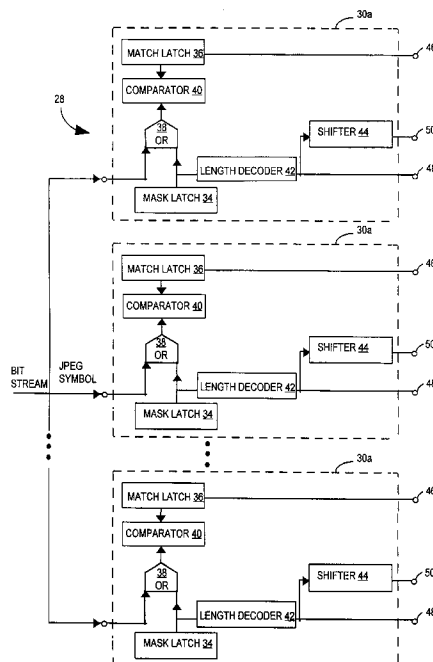 30a
MATCH LATCH 36
46
28
COMPARATOR 40
38
OR
SHIFTER 44
50
LENGTH DECODER 42
48
MASK LATCH 34
30a
MATCH LATCH 36
46
COMPARATOR 40
38
OR
SHIFTER 44
50
BIT
STREAM
JPEG
SYMBOL
LENGTH DECODER 42
48
MASK LATCH 34
30a
MATCH LATCH 36
46
COMPARATOR 40
38
OR
SHIFTER 44
50
LENGTH DECODER 42
48
MASK LATCH 34